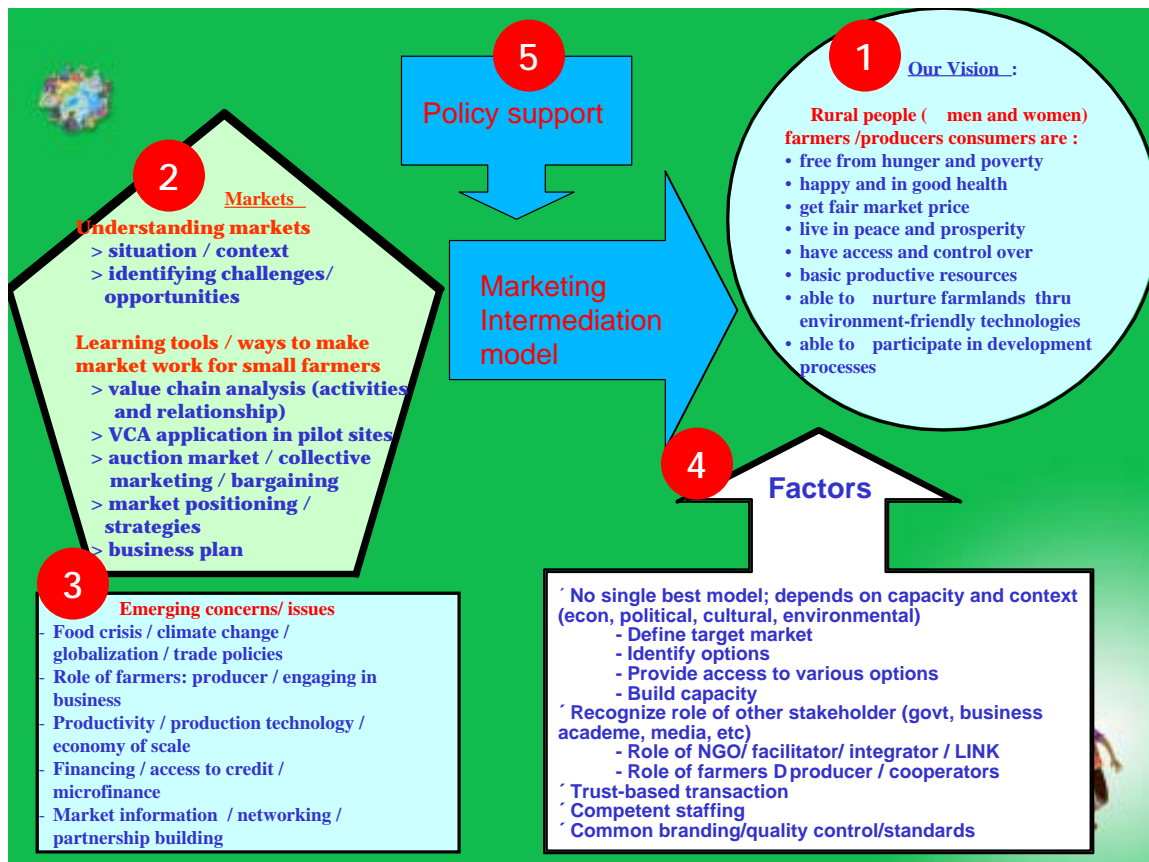 1
Our Vision :
Rural people ( men and women)
farmers /producers consumers are :
• free from hunger and poverty
• happy and in good health
• get fair market price
• live in peace and prosperity
• have access and control over
• basic productive resources
• able to nurture farmlands thru
environment-friendly technologies
• able to participate in development
processes
2
Markets
Understanding markets
> situation / context
> identifying challenges/
opportunities
Learning tools / ways to make
market work for small farmers
> value chain analysis (activities
and relationship)
> VCA application in pilot sites
> auction market / collective
marketing / bargaining
> market positioning /
strategies
> business plan
3
Emerging concerns/ issues
- Food crisis / climate change /
globalization / trade policies
- Role of farmers: producer / engaging in
business
- Productivity / production technology /
economy of scale
- Financing / access to credit /
microfinance
- Market information / networking /
partnership building
4
Factors
´ No single best model; depends on capacity and context
(econ, political, cultural, environmental)
- Define target market
- Identify options
- Provide access to various options
- Build capacity
´ Recognize role of other stakeholder (govt, business
academe, media, etc)
- Role of NGO/ facilitator/ integrator / LINK
- Role of farmers D producer / cooperators
´ Trust-based transaction
´ Competent staffing
´ Common branding/quality control/standards
5
Policy support
Marketing
Intermediation
model